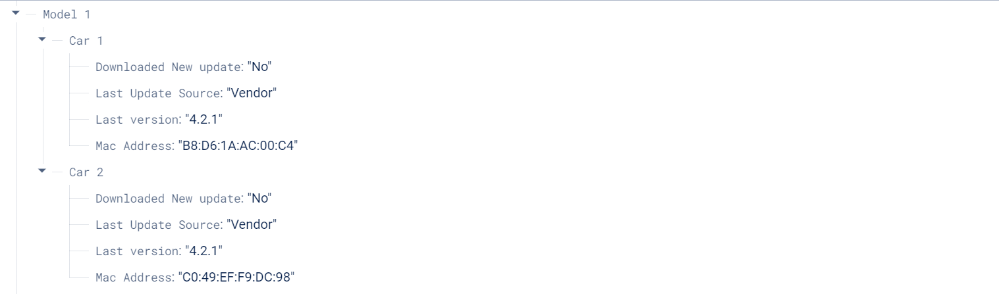 Model 1
Car 1
Downloaded New update: "No"
Last Update Source: "Vendor"
Last version: "4.2.1"
Mac Address: "B8:D6:1A:AC:00:C4"
Car 2
Downloaded New update: "No"
Last Update Source: "Vendor"
Last version: "4.2.1"
Mac Address: "C0:49:EF:F9:DC:98"